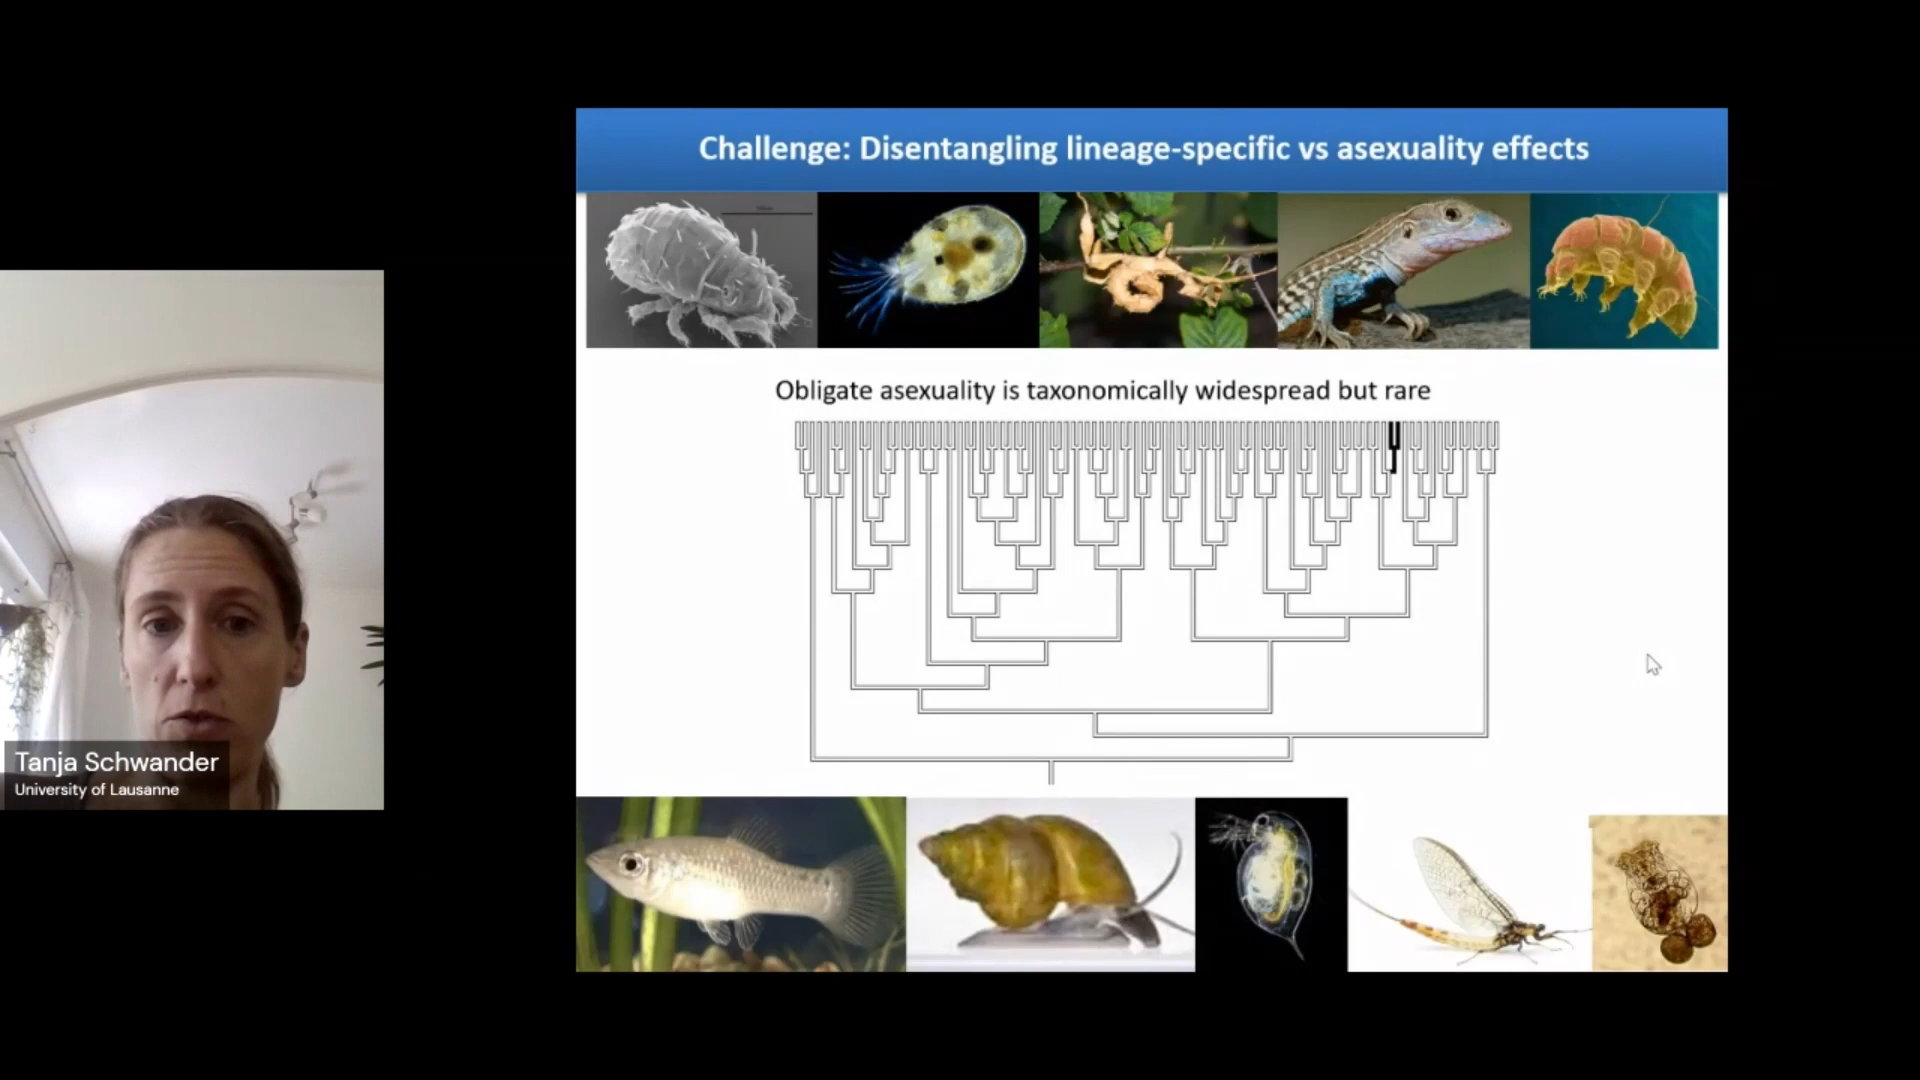 Challenge: Disentangling lineage-specific vs asexuality effects
Obligate asexuality is taxonomically widespread but rare
Tanja Schwander
University of Lausanne